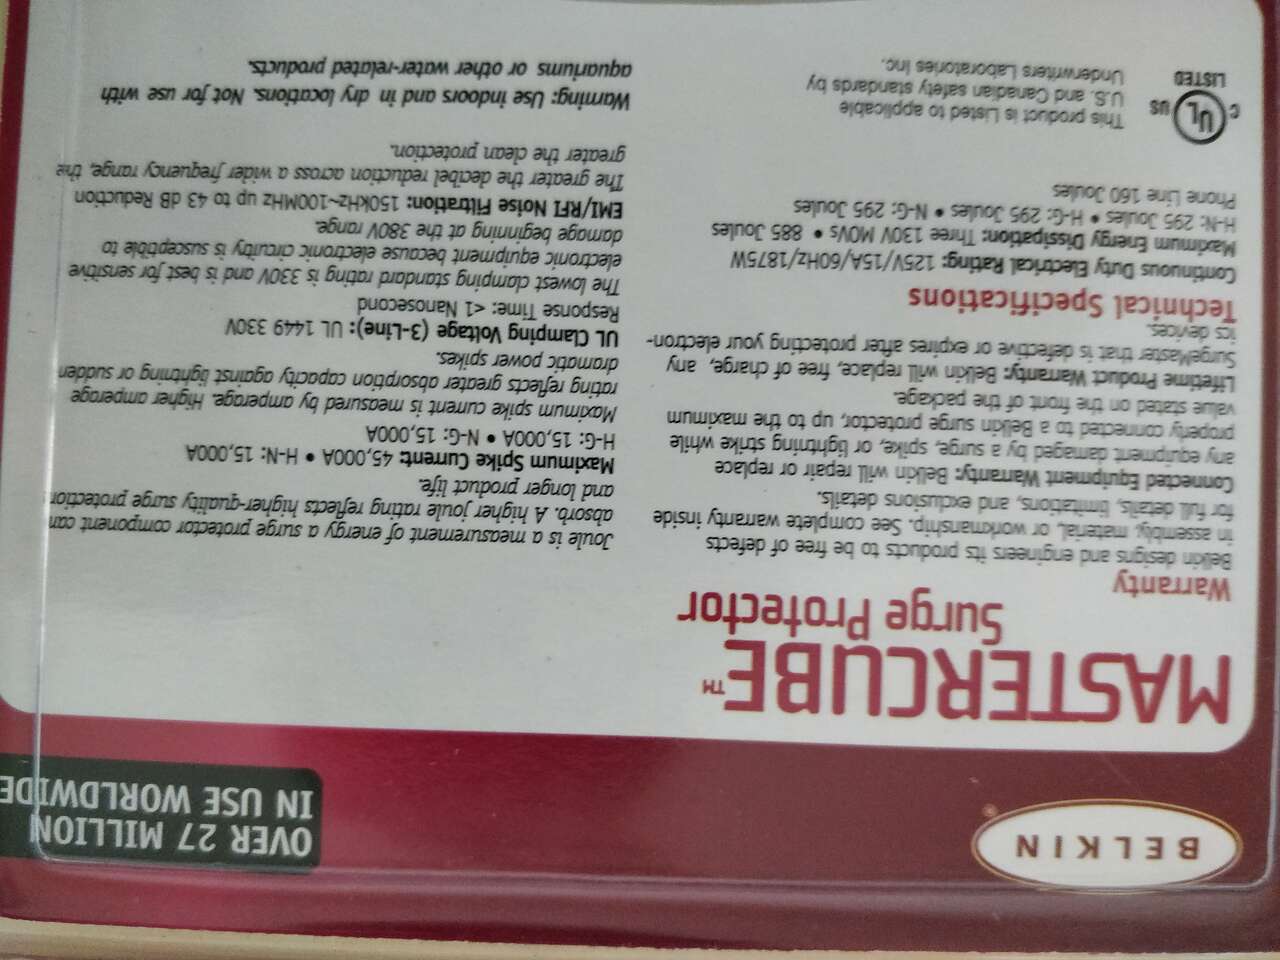 BELKIN®
OVER 27 MILLION
IN USE WORLDWIDE
MASTERCUBE™
Surge Protector
Warranty
Belkin designs and engineers its products to be free of defects
in assembly, material, or workmanship. See complete warranty inside
for full details, limitations, and exclusions details.
Connected Equipment Warranty: Belkin will repair or replace
any equipment damaged by a surge, spike, or lightning strike while
properly connected to a Belkin surge protector, up to the maximum
value stated on the front of the package.
Lifetime Product Warranty: Belkin will replace, free of charge, any
SurgeMaster that is defective or expires after protecting your electron-
ics devices.
Technical Specifications
Continuous Duty Electrical Rating: 125V/15A/60Hz/1875W
Maximum Energy Dissipation: Three 130V MOVs • 885 Joules
H-N: 295 Joules • H-G: 295 Joules • N-G: 295 Joules
Phone Line 160 Joules
C UL US
LISTED
This product is Listed to applicable
U.S. and Canadian safety standards by
Underwriters Laboratories Inc.
Joule is a measurement of energy a surge protector component can
absorb. A higher joule rating reflects higher-quality surge protection
and longer product life.
Maximum Spike Current: 45,000A • H-N: 15,000A
H-G: 15,000A • N-G: 15,000A
Maximum spike current is measured by amperage. Higher amperage
rating reflects greater absorption capacity against lightning or sudden
dramatic power spikes.
UL Clamping Voltage (3-Line): UL 1449 330V
Response Time: <1 Nanosecond
The lowest clamping standard rating is 330V and is best for sensitive
electronic equipment because electronic circuitry is susceptible to
damage beginning at the 380V range.
EMI/RFI Noise Filtration: 150kHz~100MHz up to 43 dB Reduction
The greater the decibel reduction across a wider frequency range, the
greater the clean protection.
Warning: Use indoors and in dry locations. Not for use with
aquariums or other water-related products.